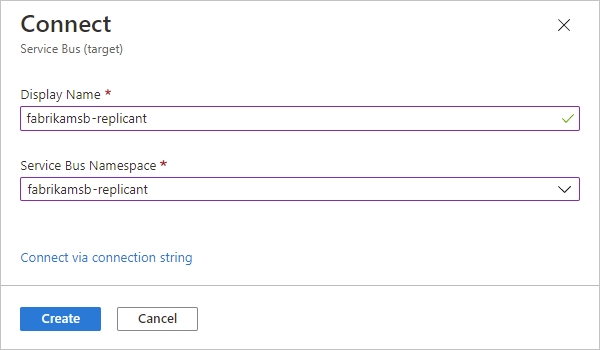 Connect
Service Bus (target)
Display Name *
fabrikamsb-replicant
Service Bus Namespace *
fabrikamsb-replicant
Connect via connection string
Create
Cancel